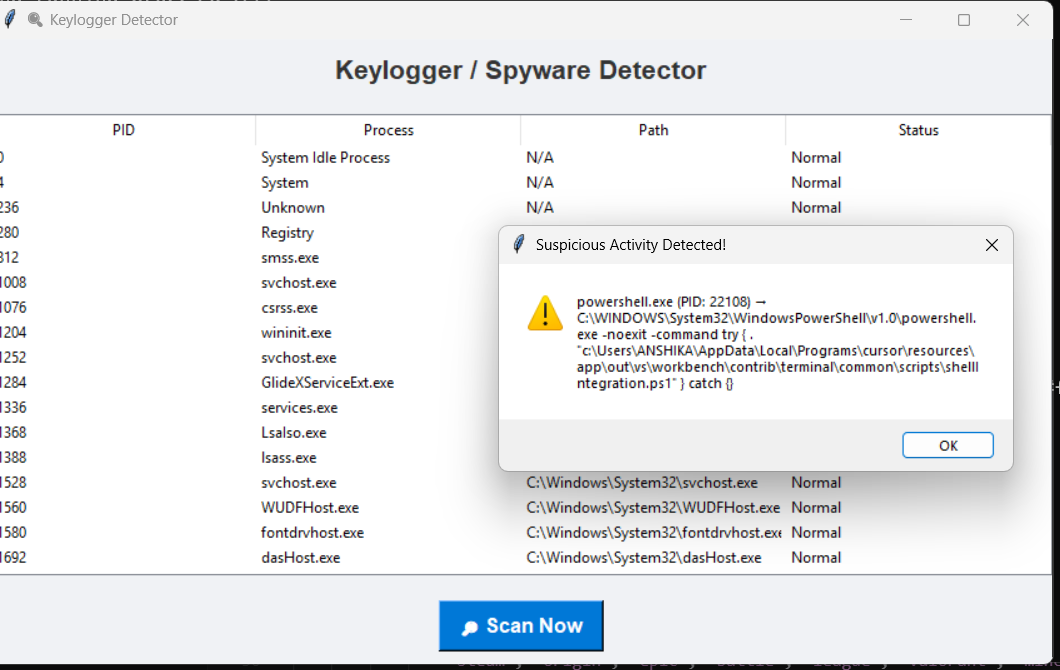 Keylogger Detector
Keylogger / Spyware Detector
PID Process Path Status
0 System Idle Process N/A Normal
4 System N/A Normal
236 Unknown N/A Normal
280 Registry
812 smss.exe
1008 svchost.exe
1076 csrss.exe
1204 wininit.exe
1252 svchost.exe
1284 GlideXServiceExt.exe
1336 services.exe
1368 LsaIso.exe
1388 lsass.exe
1528 svchost.exe C:\Windows\System32\svchost.exe Normal
1560 WUDFHost.exe C:\Windows\System32\WUDFHost.exe Normal
1580 fontdrvhost.exe C:\Windows\System32\fontdrvhost.exe Normal
1692 dasHost.exe C:\Windows\System32\dasHost.exe Normal
Suspicious Activity Detected!
powershell.exe (PID: 22108) →
C:\WINDOWS\System32\WindowsPowerShell\v1.0\powershell.
exe -noexit -command try { .
"c:\Users\ANSHIKA\AppData\Local\Programs\cursor\resources\
app\out\vs\workbench\contrib\terminal\common\scripts\shellI
ntegration.ps1" } catch {}
OK
Scan Now